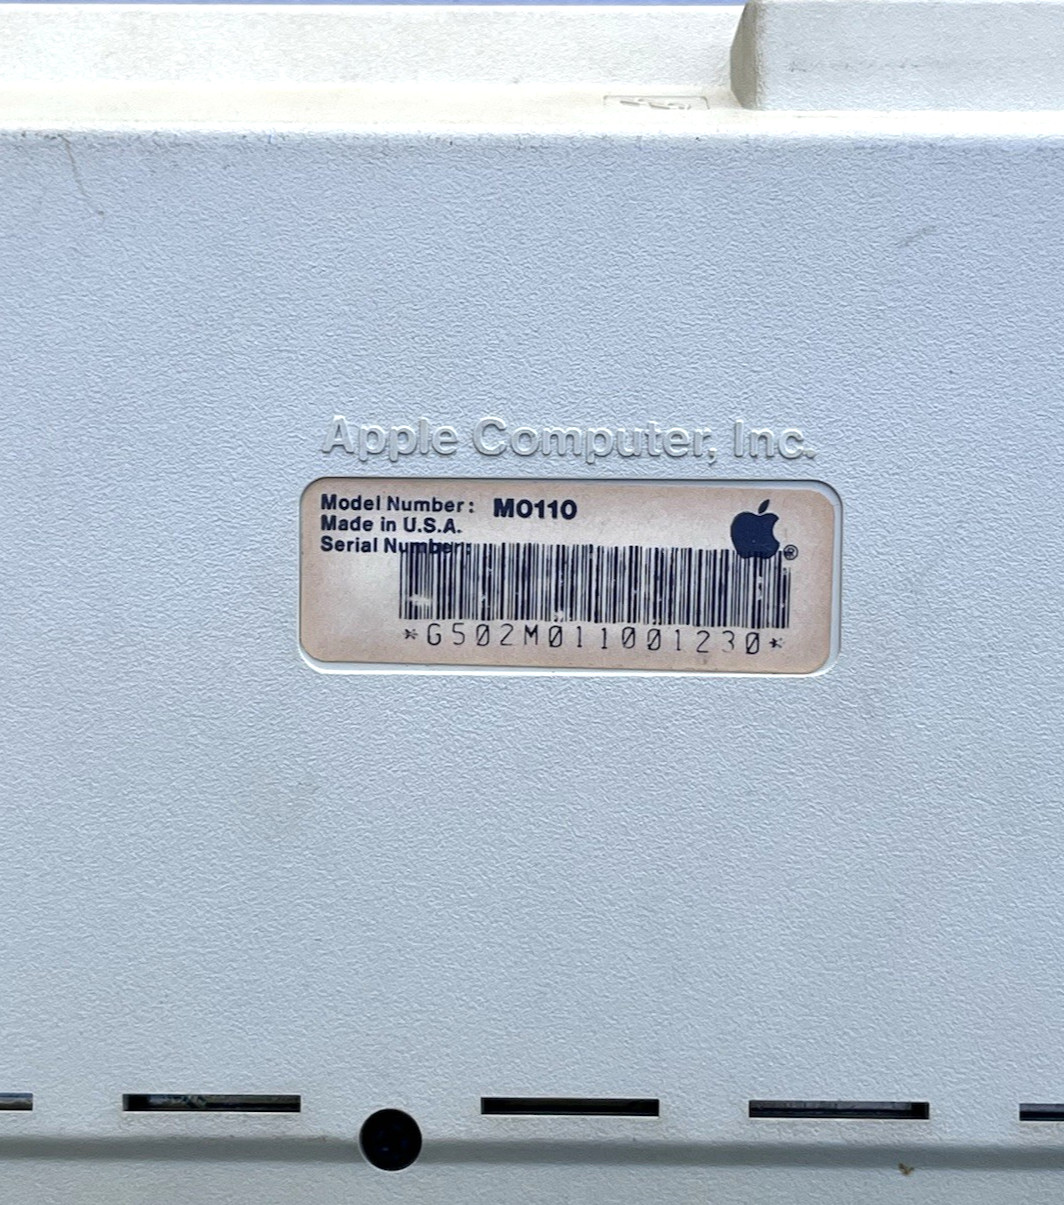 Apple Computer, Inc.
Model Number: M0110
Made in U.S.A.
Serial Number:
®
*G502M011001230*